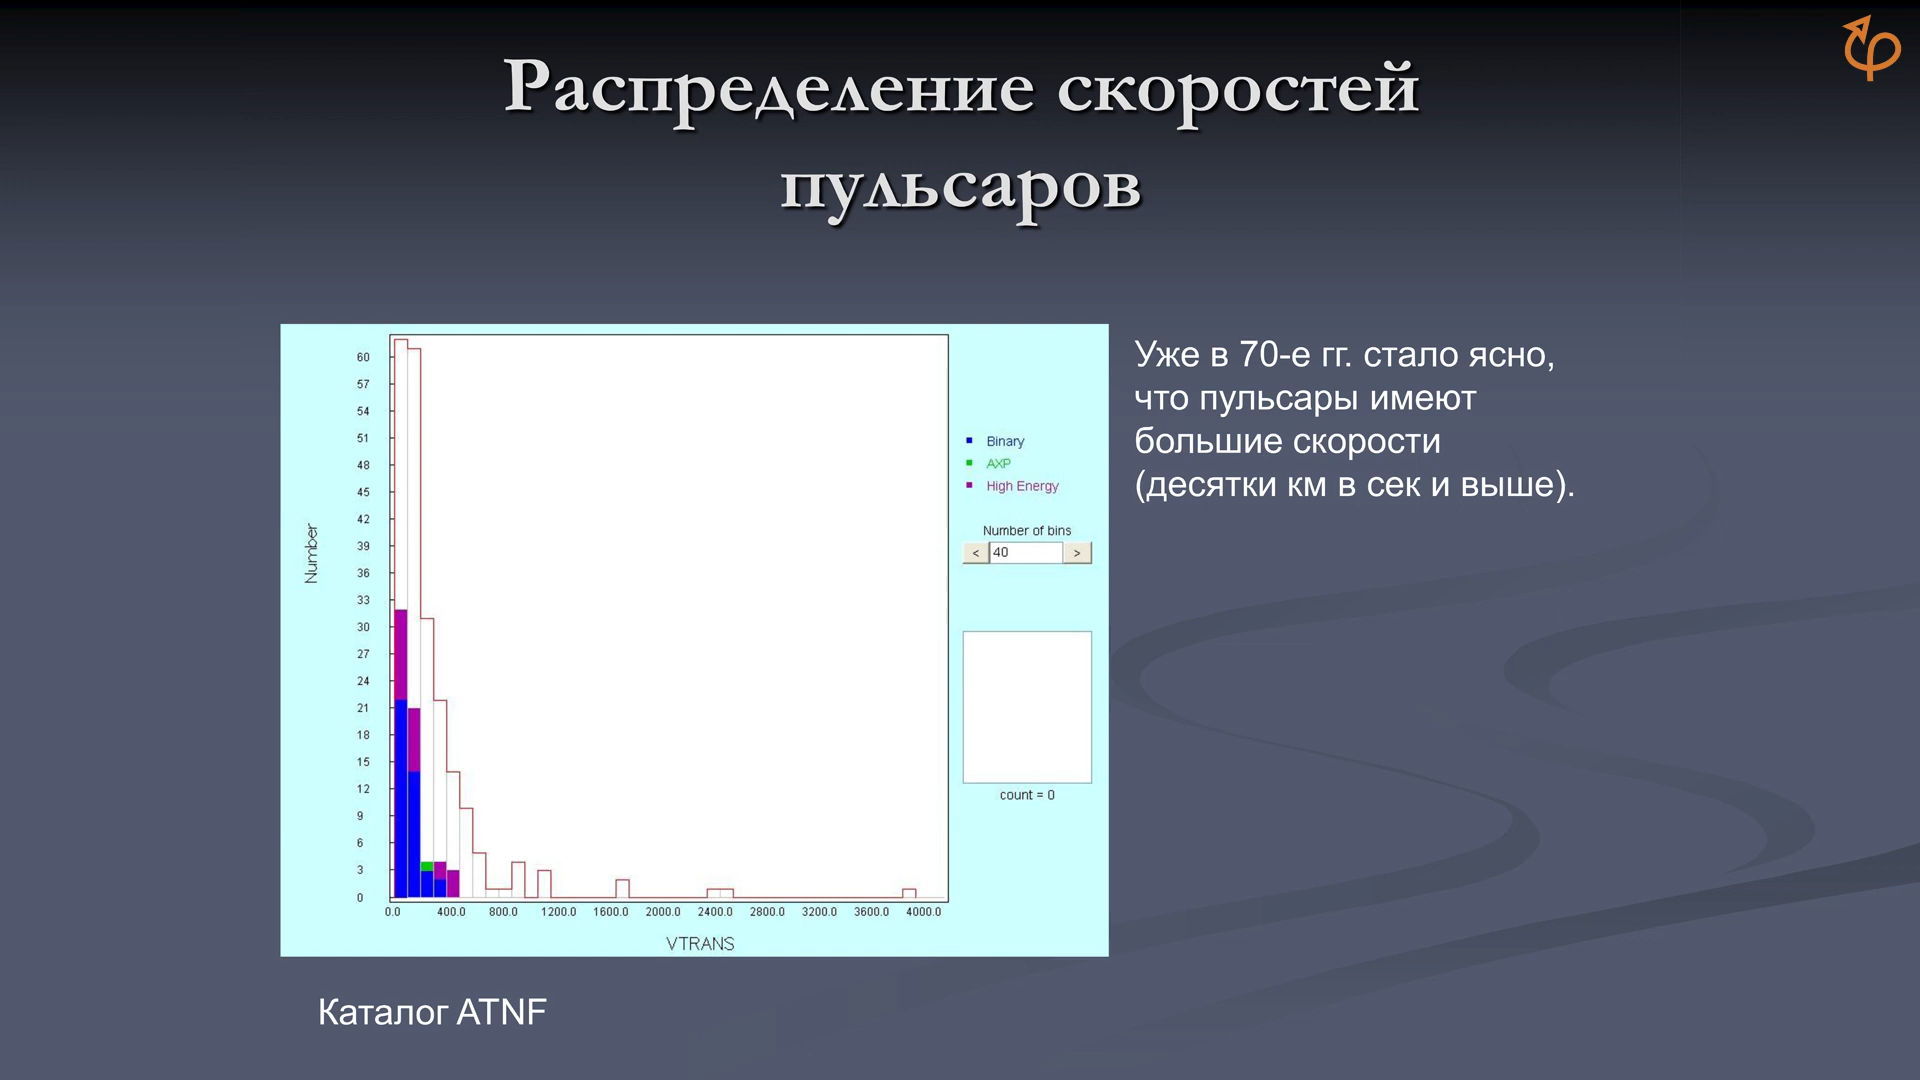 Распределение скоростей
пульсаров
60
57
54
51
48
45
42
39
36
33
30
27
24
21
18
15
12
9
6
3
0
Number
0.0 400.0 800.0 1200.0 1600.0 2000.0 2400.0 2800.0 3200.0 3600.0 4000.0
VTRANS
Binary
AXP
High Energy
Number of bins
< 40 >
count = 0
Уже в 70-е гг. стало ясно,
что пульсары имеют
большие скорости
(десятки км в сек и выше).
Каталог ATNF